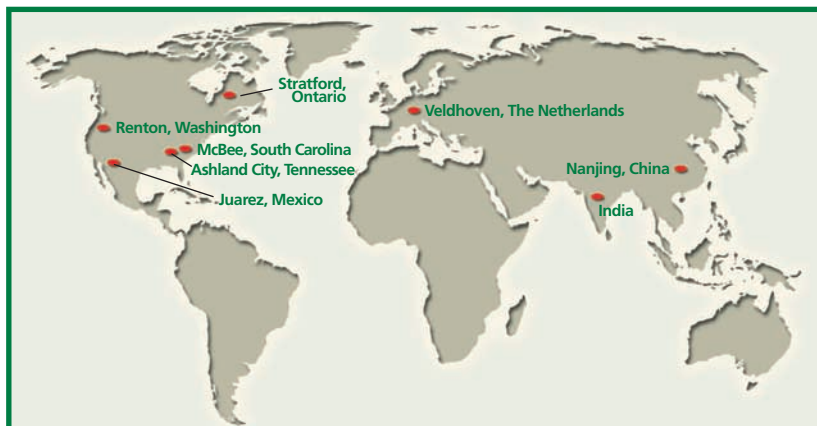 Stratford,
Ontario
Veldhoven, The Netherlands
Renton, Washington
McBee, South Carolina
Ashland City, Tennessee
Nanjing, China
Juarez, Mexico
India